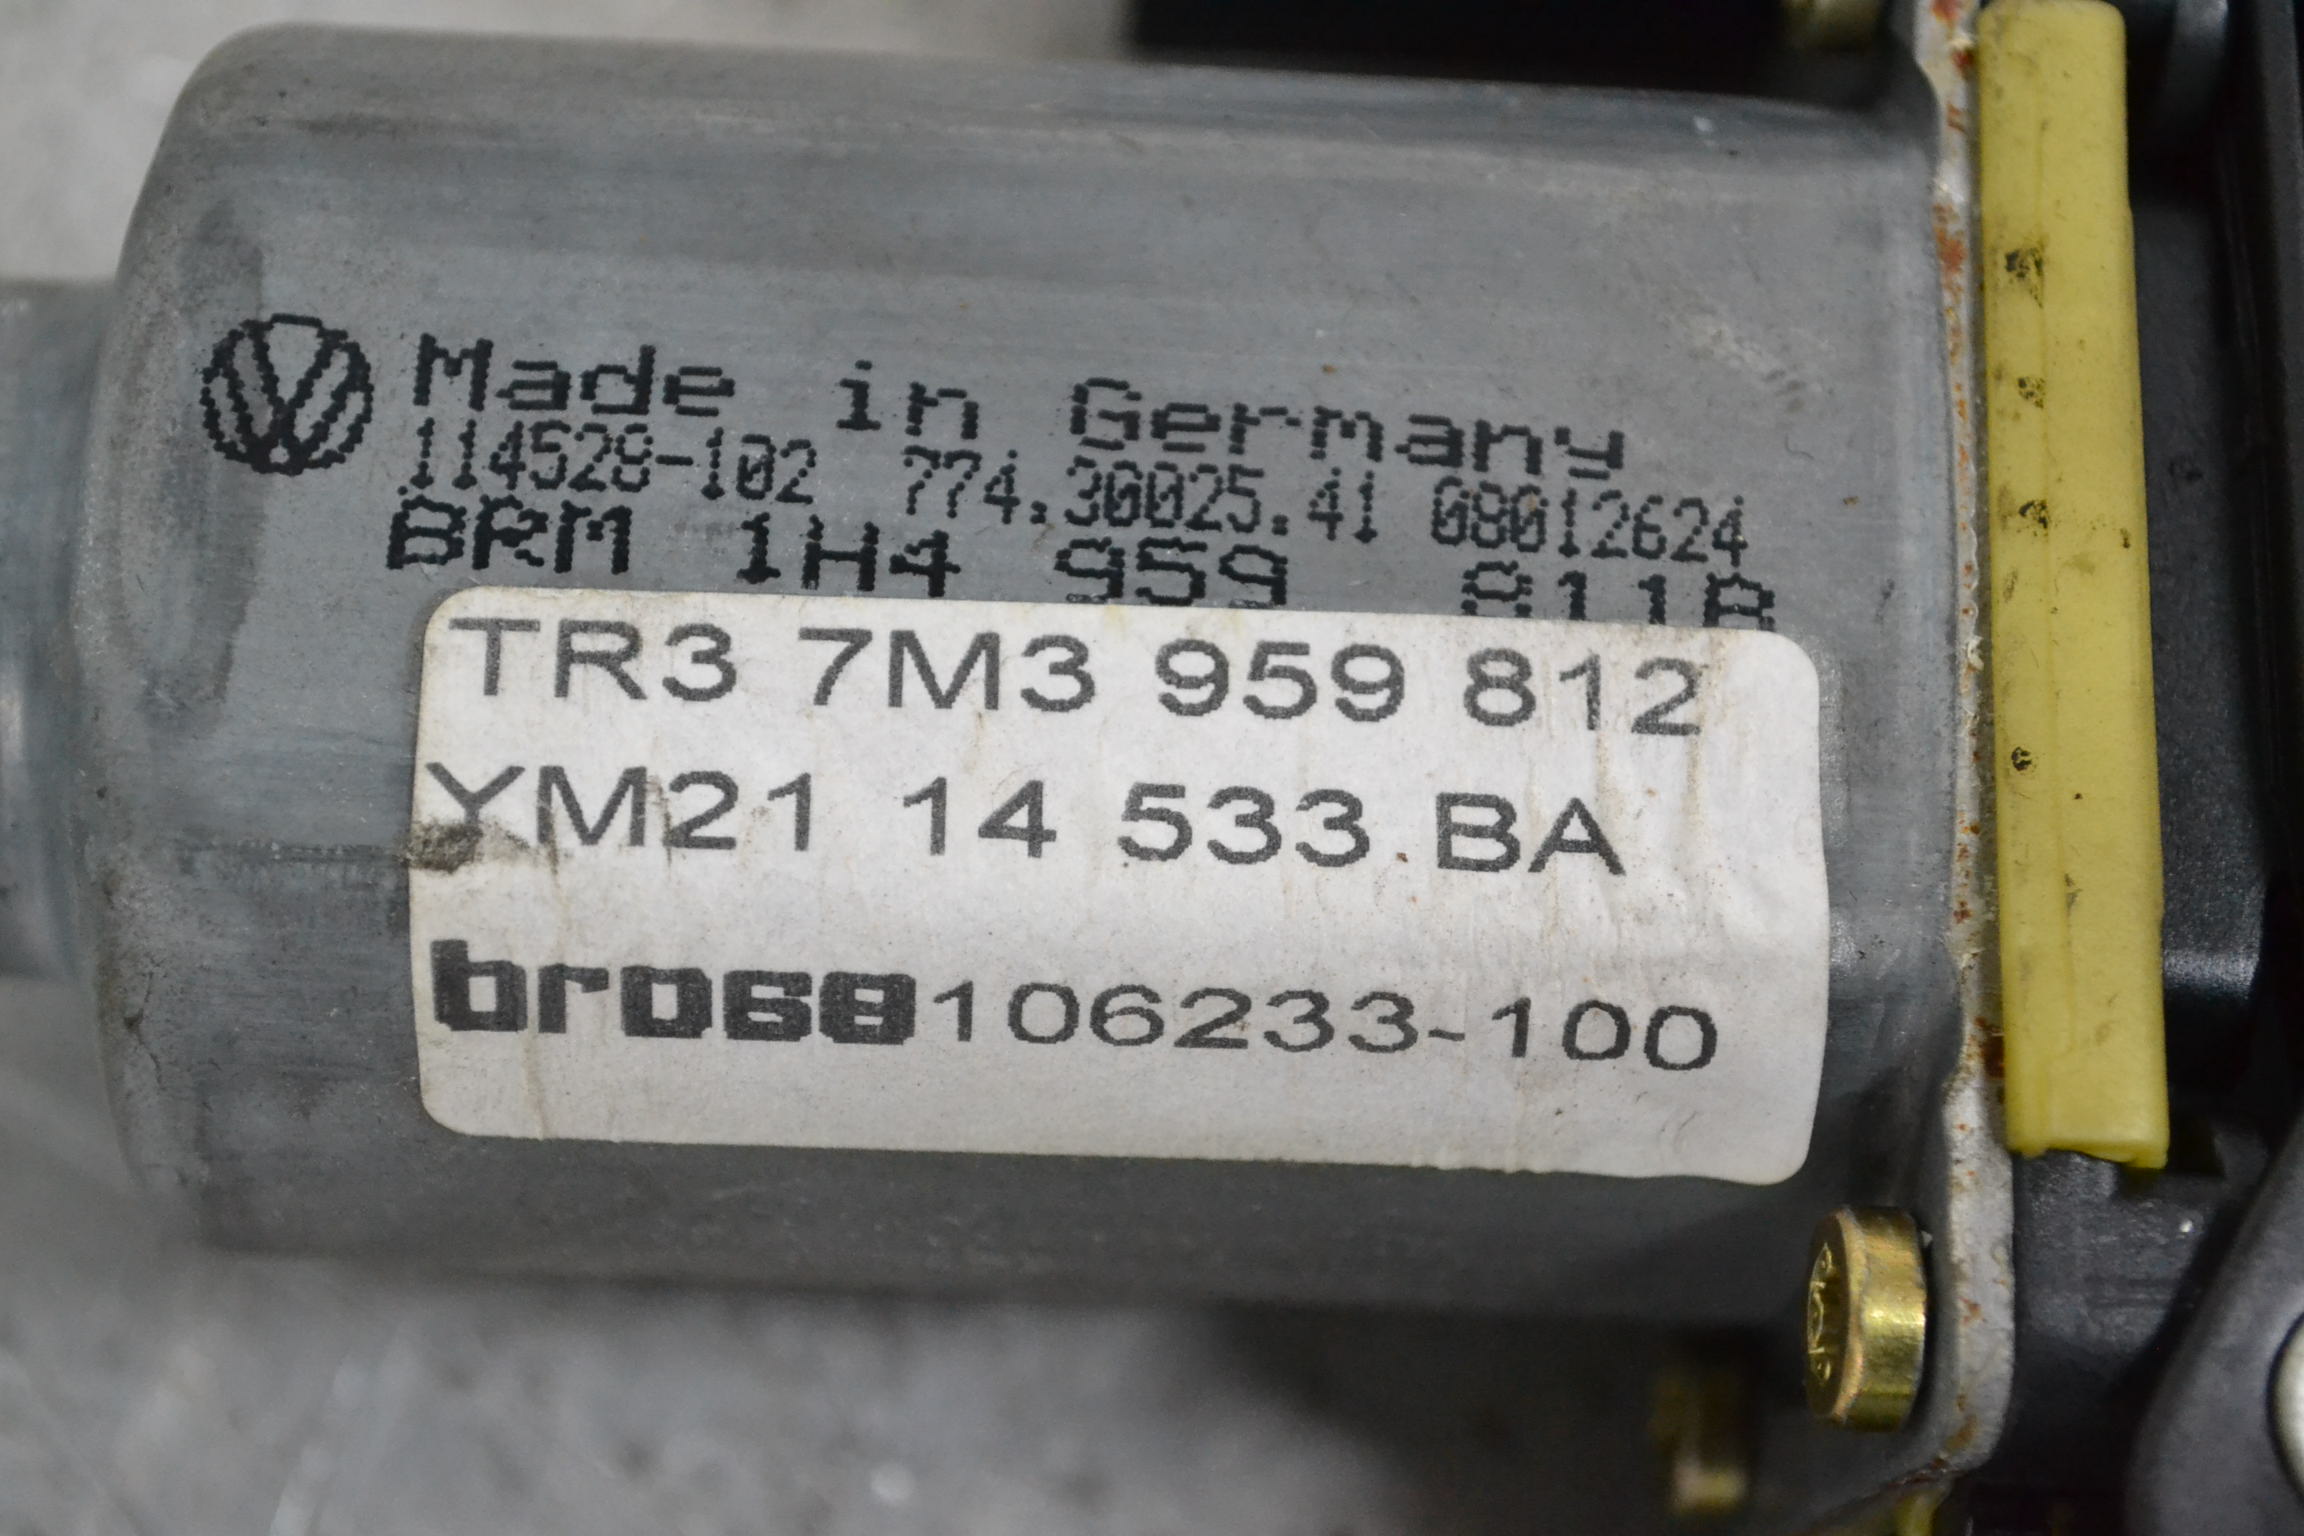 Made in Germany
114528-102 774.30025.41 08012624
BRM 1H4 959 811B
TR3 7M3 959 812
YM21 14 533 BA
brose 106233-100